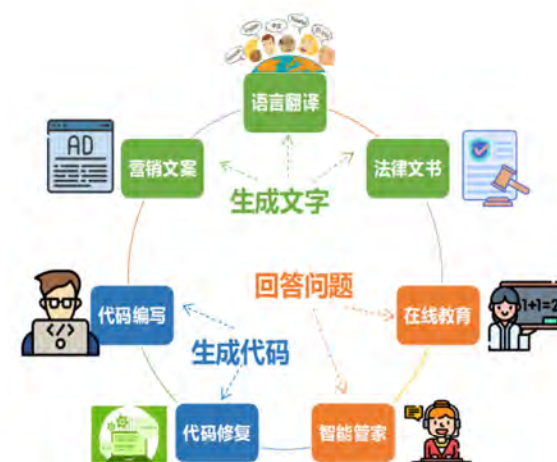 语言翻译
AD
营销文案
法律文书
生成文字
回答问题
代码编写
</>
在线教育
1+1=2
生成代码
代码修复
智能管家